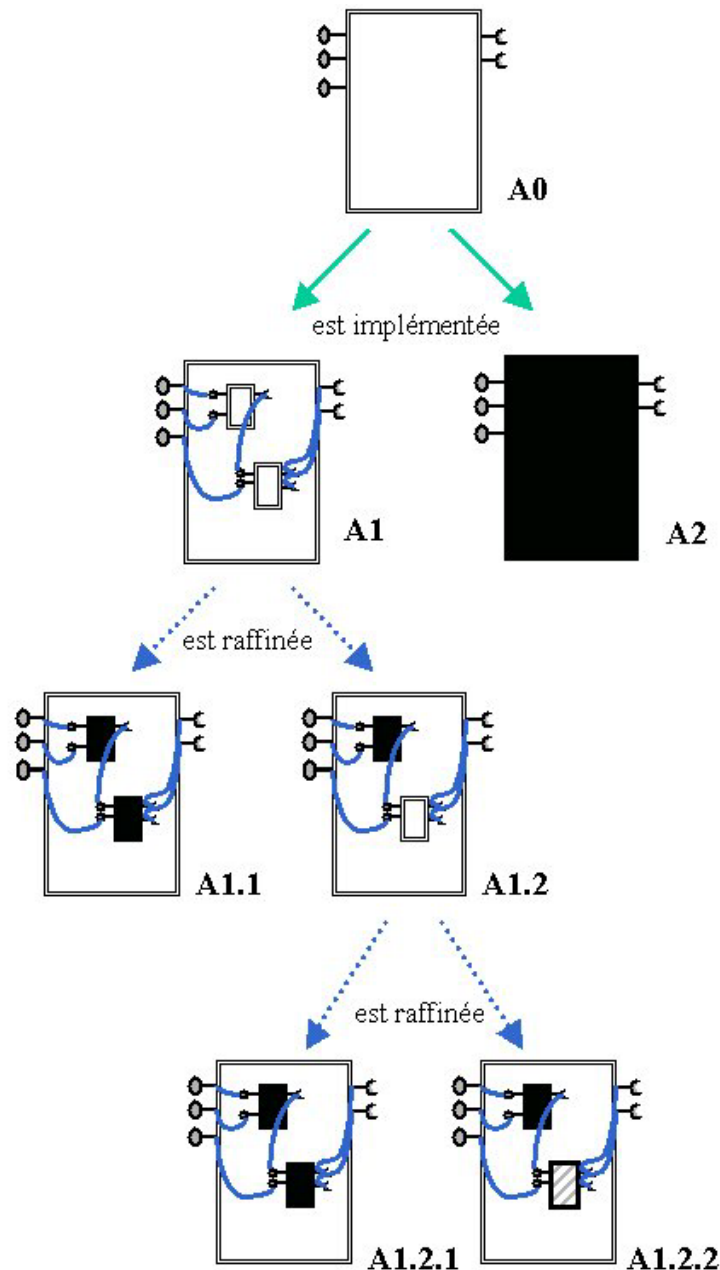 A0
est implémentée
A1
A2
est raffinée
A1.1
A1.2
est raffinée
A1.2.1
A1.2.2